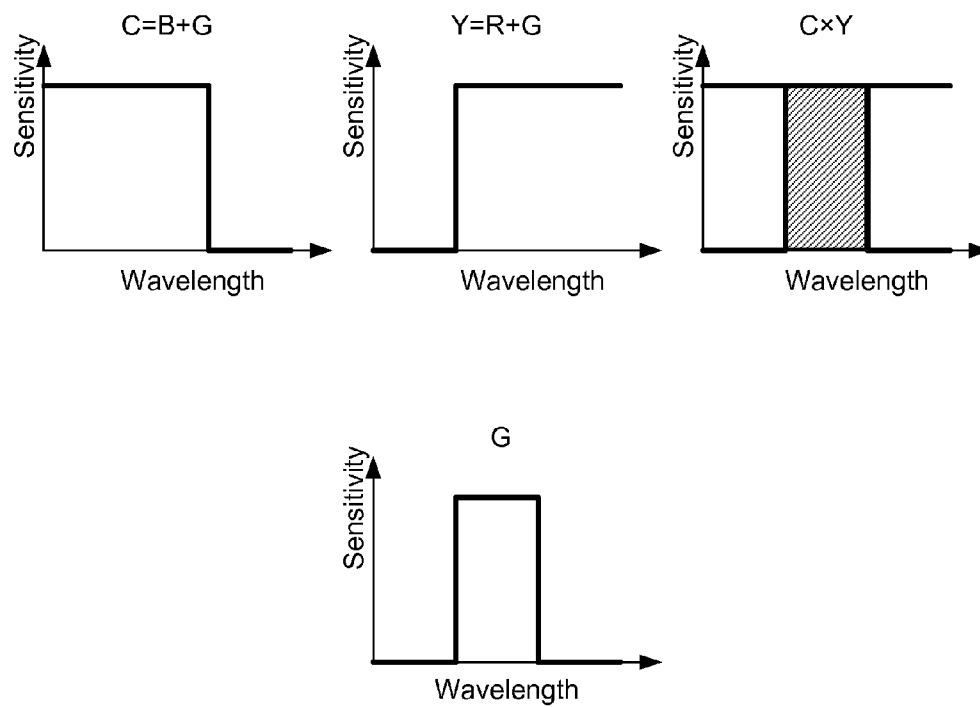 C=B+G
Sensitivity
Wavelength
Y=R+G
Sensitivity
Wavelength
C×Y
Sensitivity
Wavelength
G
Sensitivity
Wavelength